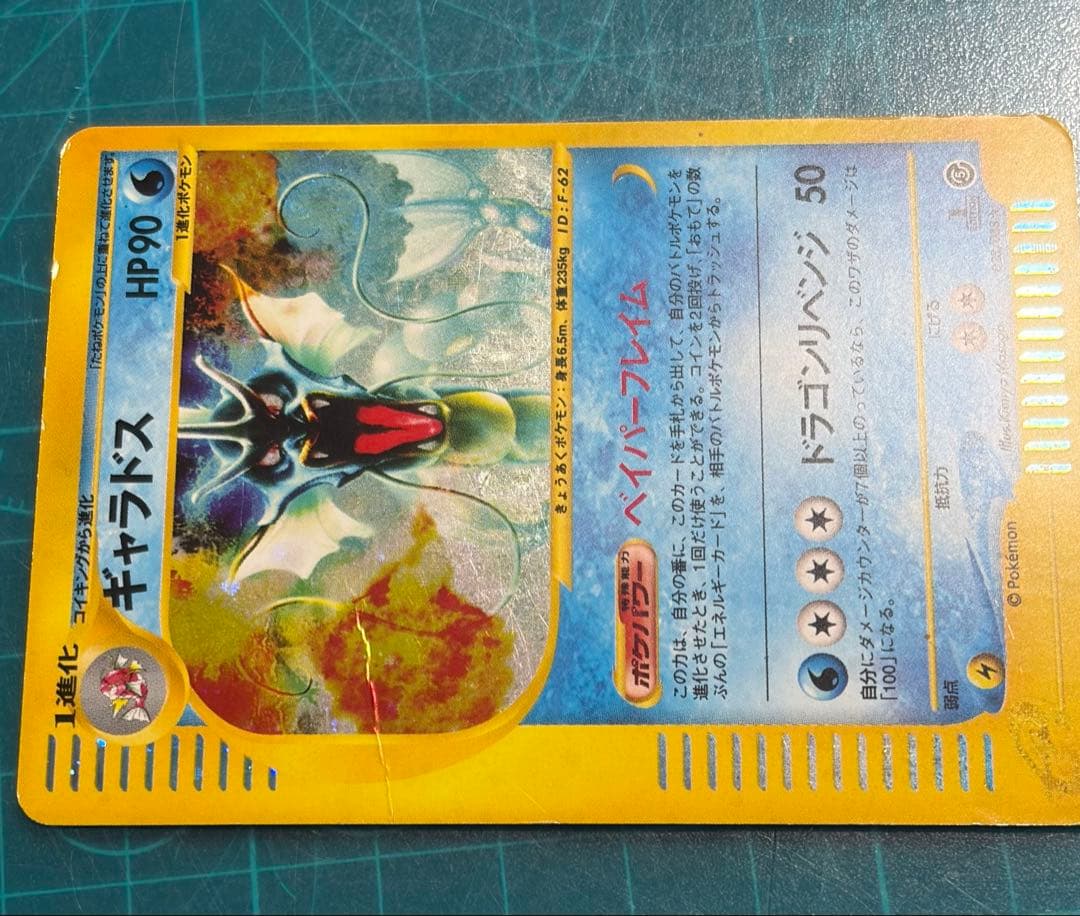 1進化
コイキングから進化
「たねポケモン」の上に重ねて進化させます。
ギャラドス HP90
1進化ポケモン
きょうあくポケモン:身長6.5m、体重235kg ID:F-62
ポケパワー 特殊能力 ベイパーフレイム
この力は、自分の番に、このカードを手札から出して、自分のバトルポケモンを
進化させたとき、1回だけ使うことができる。コインを2回投げ、「おもて」の数
ぶんの「エネルギーカード」を、相手のバトルポケモンからトラッシュする。
ドラゴンリベンジ 50
自分にダメージカウンターが7個以上のっているなら、このワザのダメージは
「100」になる。
弱点
抵抗力
にげる
© Pokémon